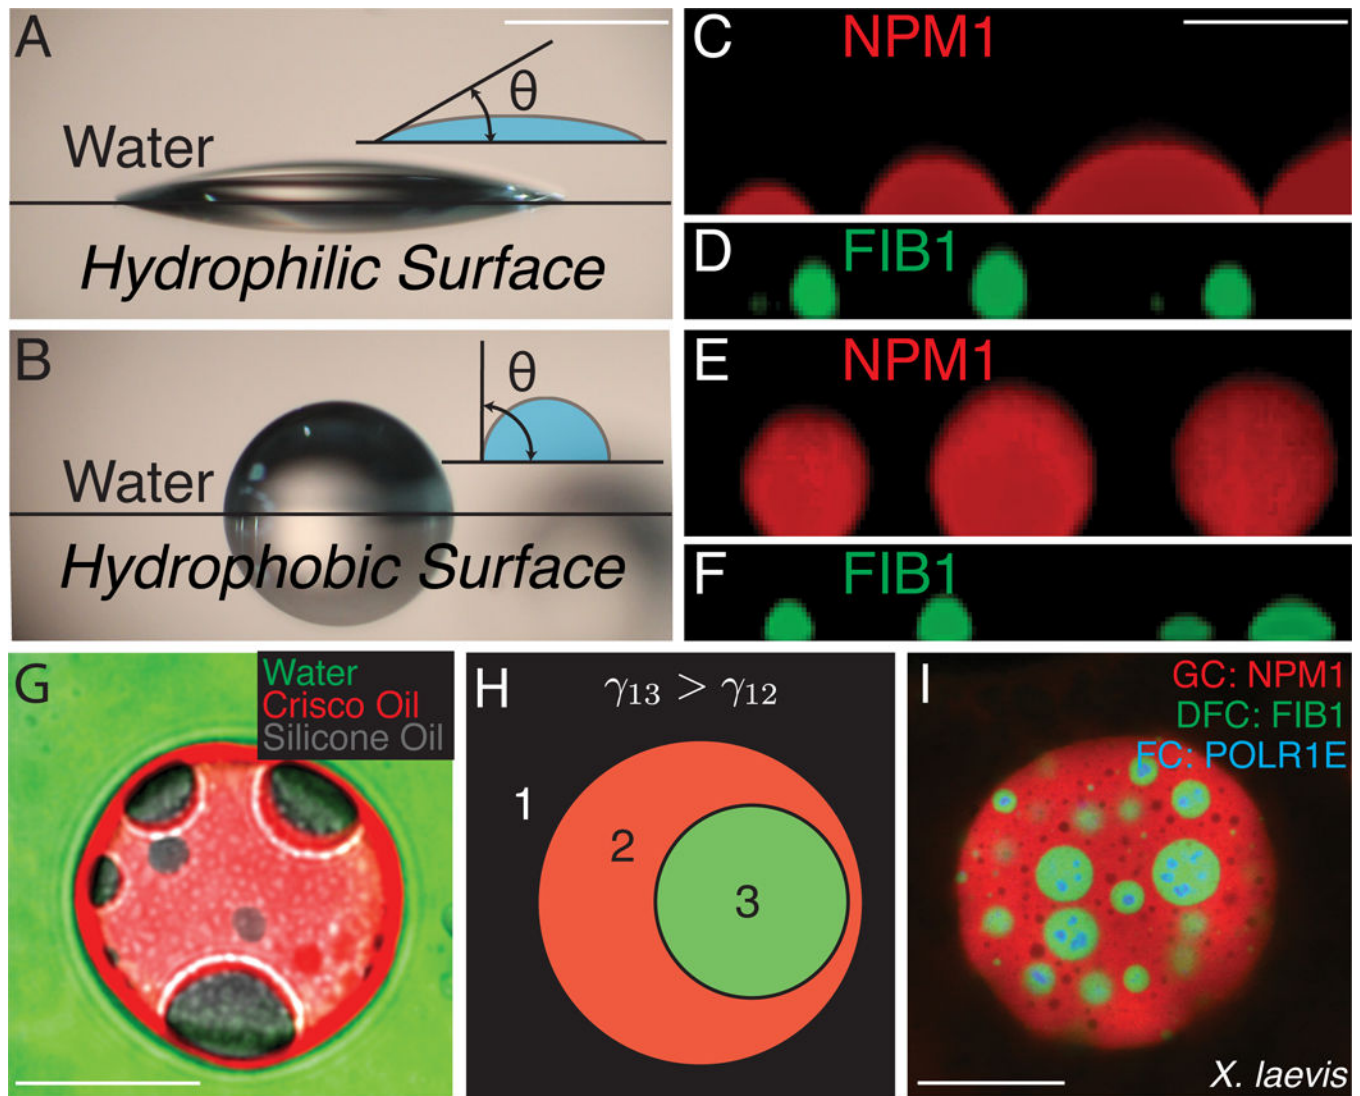 A
θ
Water
Hydrophilic Surface
B
θ
Water
Hydrophobic Surface
C
NPM1
D
FIB1
E
NPM1
F
FIB1
G
Water
Crisco Oil
Silicone Oil
H
γ13 > γ12
1
2
3
I
GC: NPM1
DFC: FIB1
FC: POLR1E
X. laevis